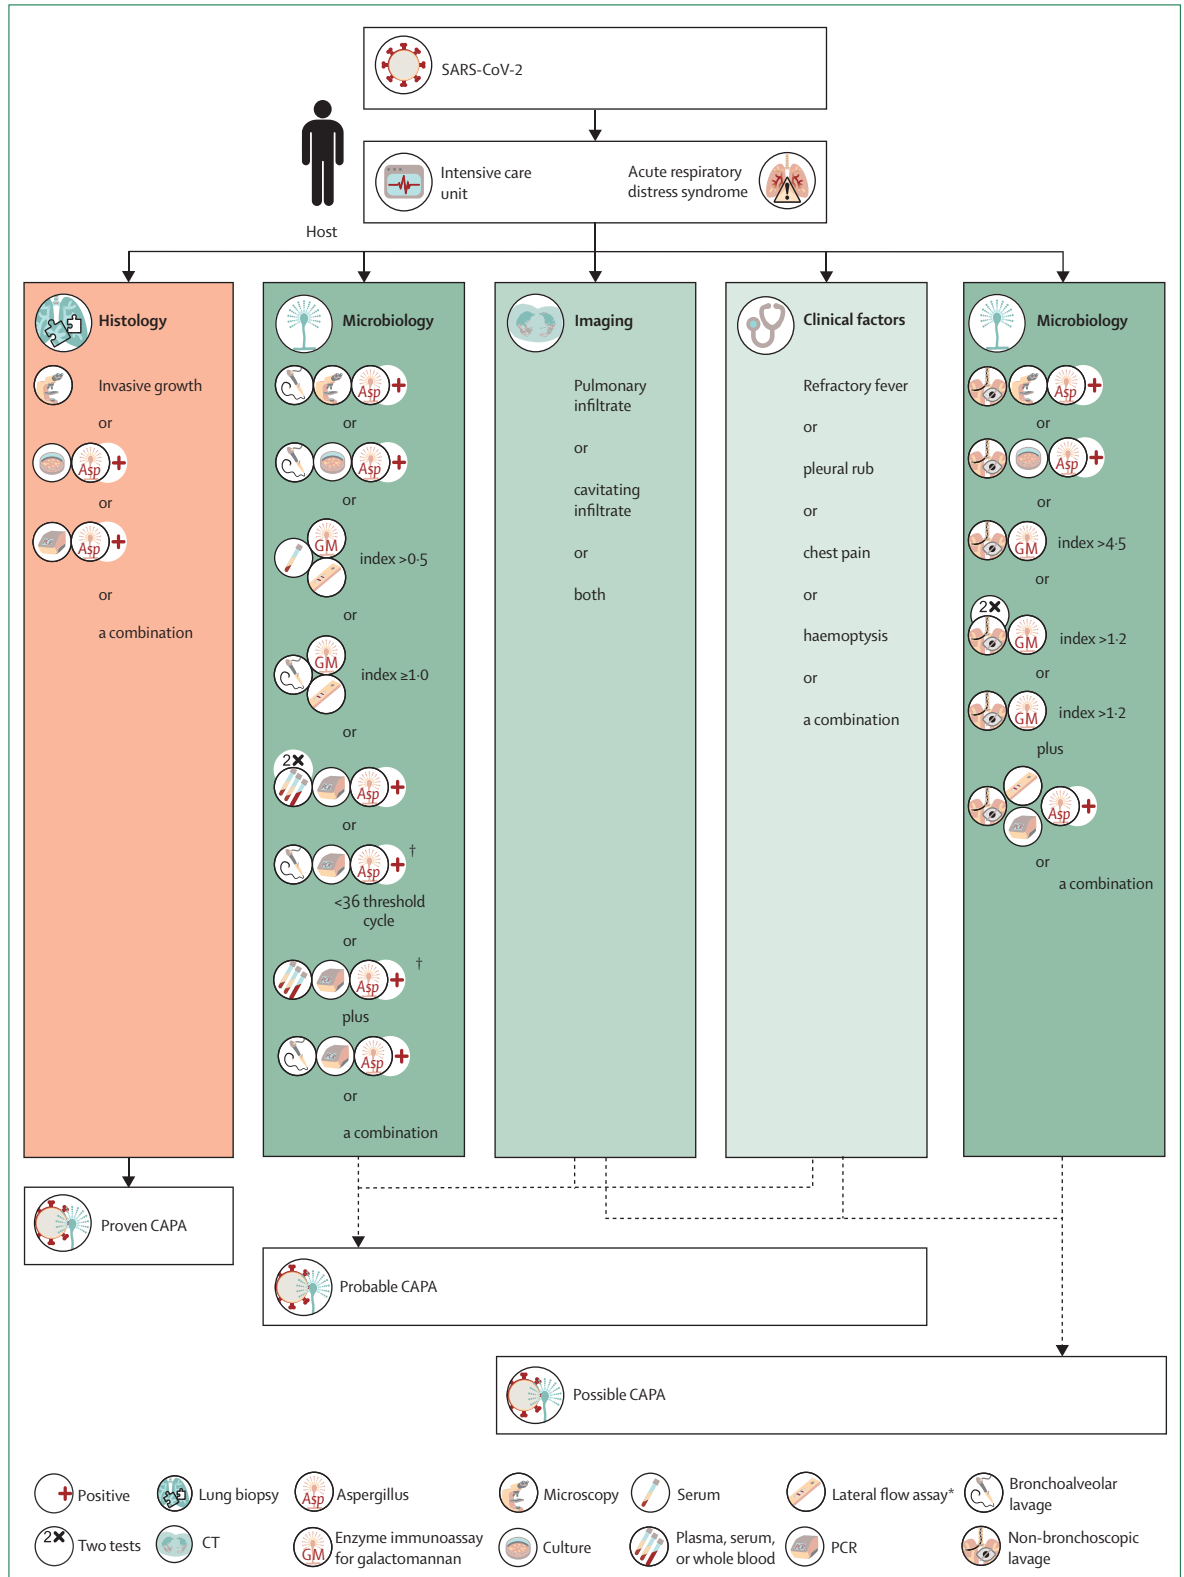 SARS-CoV-2
Intensive care
unit
Acute respiratory
distress syndrome
Host
Histology
Invasive growth
or
Asp +
or
Asp +
or
a combination
Microbiology
Asp +
or
Asp +
or
GM
index >0·5
or
GM
index ≥1·0
or
2×
Asp +
or
Asp + †
<36 threshold
cycle
or
Asp + †
plus
Asp +
or
a combination
Imaging
Pulmonary
infiltrate
or
cavitating
infiltrate
or
both
Clinical factors
Refractory fever
or
pleural rub
or
chest pain
or
haemoptysis
or
a combination
Microbiology
Asp +
or
Asp +
or
GM index >4·5
or
2×
GM index >1·2
or
GM index >1·2
plus
Asp +
or
a combination
Proven CAPA
Probable CAPA
Possible CAPA
+ Positive
Lung biopsy
Asp Aspergillus
Microscopy
Serum
Lateral flow assay*
Bronchoalveolar
lavage
2× Two tests
CT
GM Enzyme immunoassay
for galactomannan
Culture
Plasma, serum,
or whole blood
PCR
Non-bronchoscopic
lavage